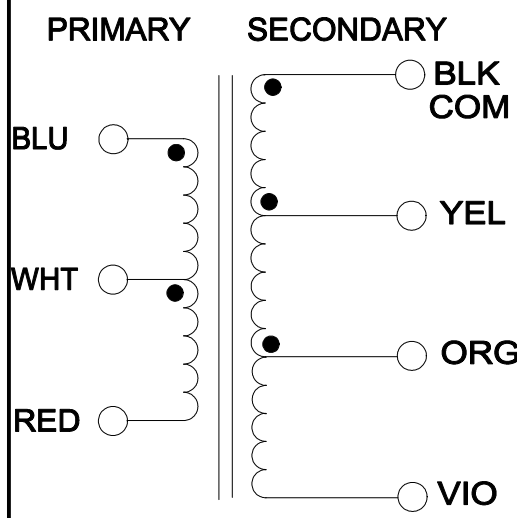 PRIMARY SECONDARY
BLK
COM
BLU
YEL
WHT
ORG
RED
VIO